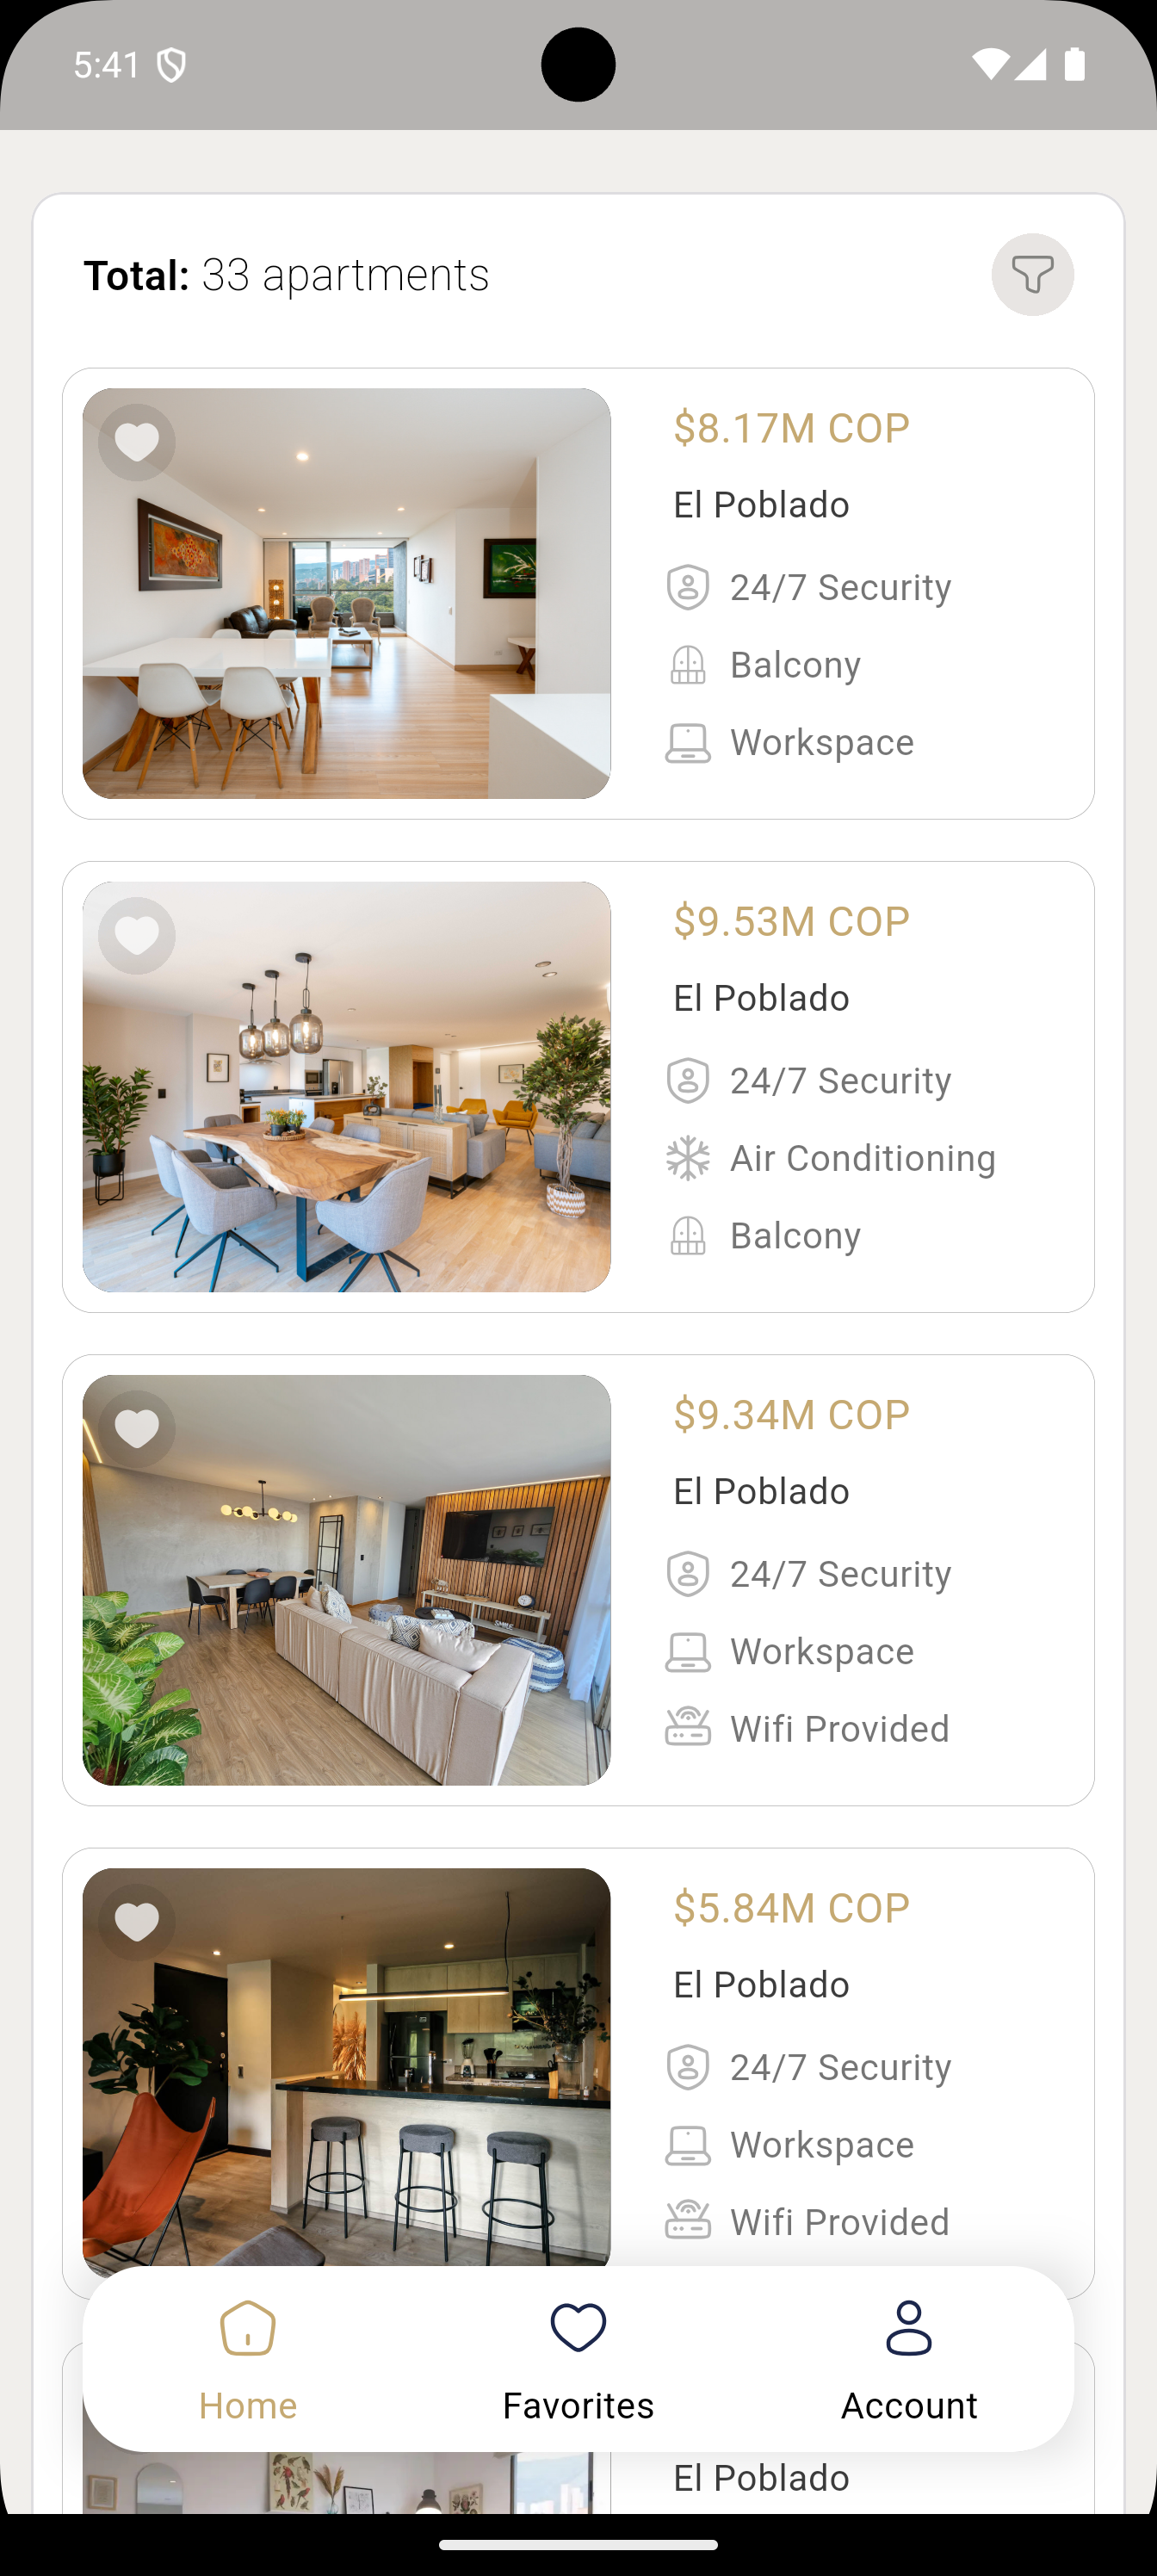 5:41
Total: 33 apartments
$8.17M COP
El Poblado
24/7 Security
Balcony
Workspace
$9.53M COP
El Poblado
24/7 Security
Air Conditioning
Balcony
$9.34M COP
El Poblado
24/7 Security
Workspace
Wifi Provided
$5.84M COP
El Poblado
24/7 Security
Workspace
Wifi Provided
Home
Favorites
Account
El Poblado